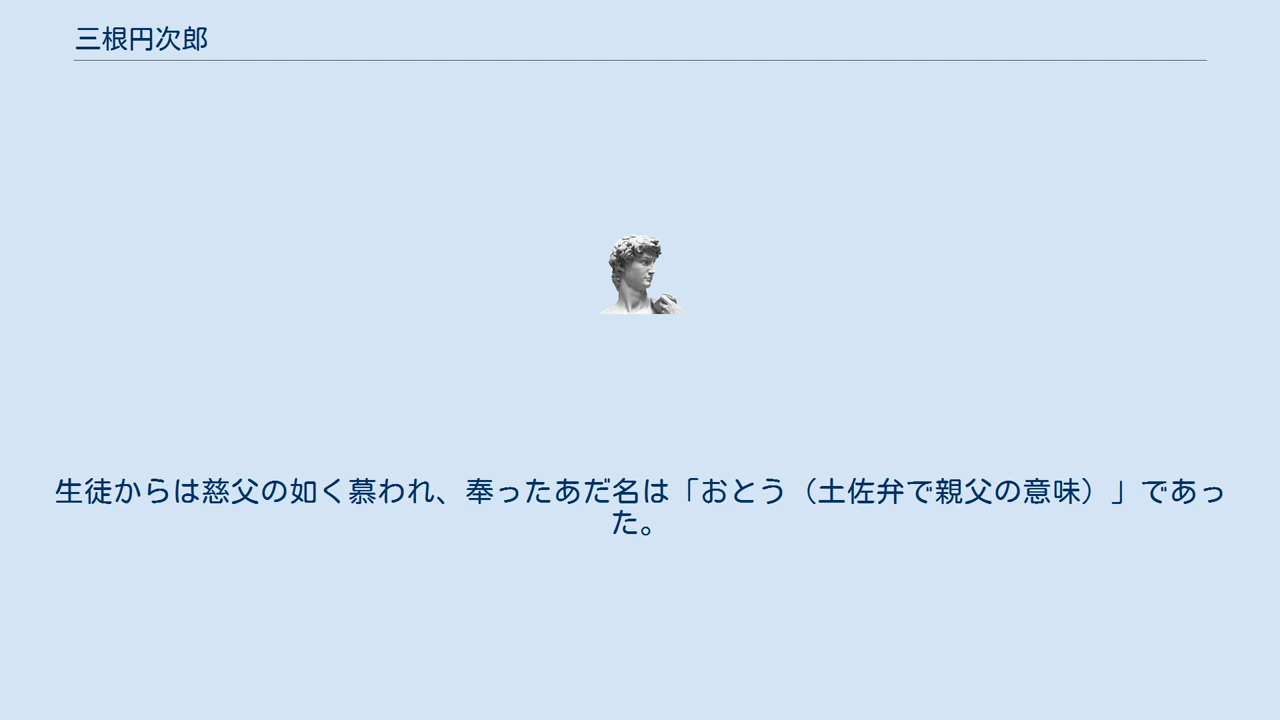 三根円次郎
生徒からは慈父の如く慕われ、奉ったあだ名は「おとう（土佐弁で親父の意味）」であっ
た。